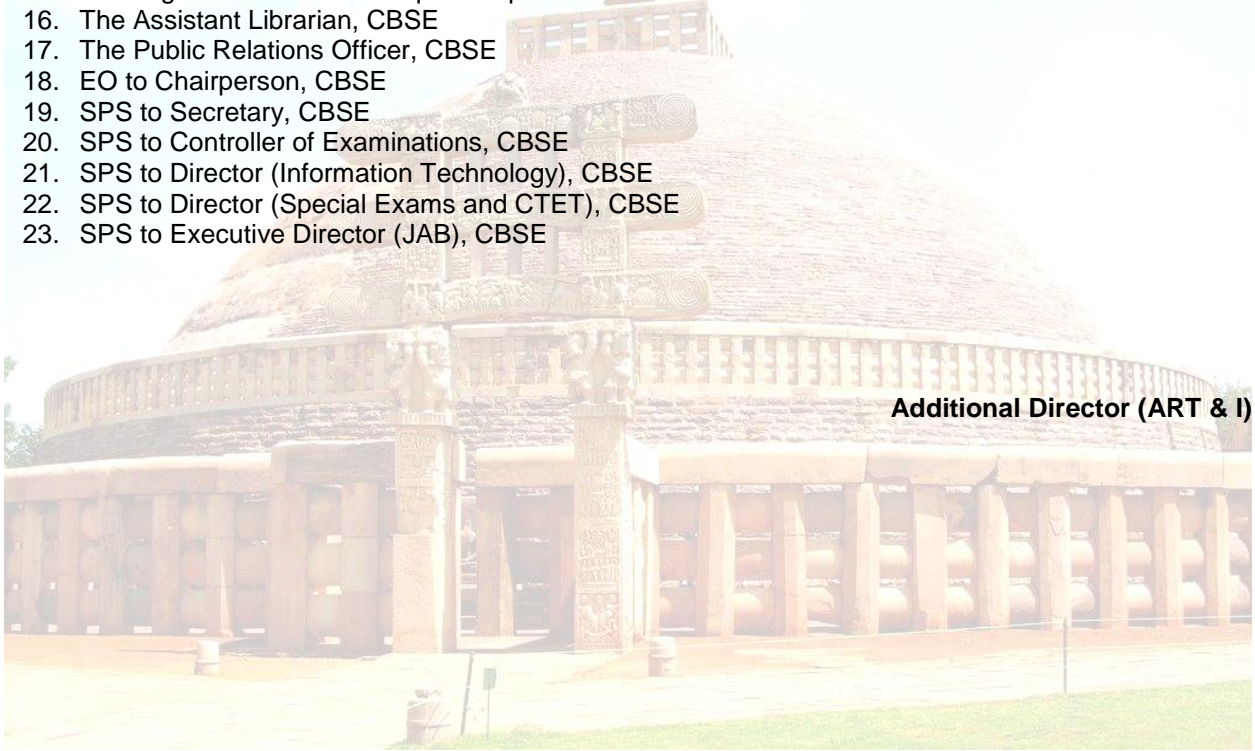 16. The Assistant Librarian, CBSE
17. The Public Relations Officer, CBSE
18. EO to Chairperson, CBSE
19. SPS to Secretary, CBSE
20. SPS to Controller of Examinations, CBSE
21. SPS to Director (Information Technology), CBSE
22. SPS to Director (Special Exams and CTET), CBSE
23. SPS to Executive Director (JAB), CBSE
Additional Director (ART & I)